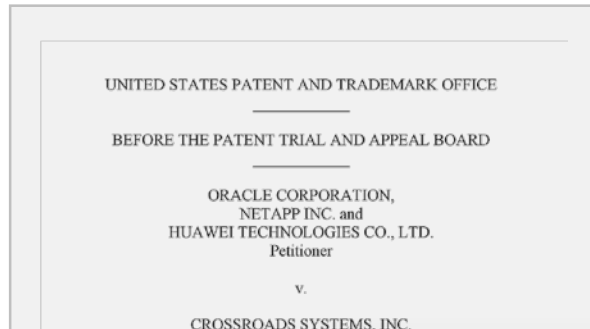 UNITED STATES PATENT AND TRADEMARK OFFICE
BEFORE THE PATENT TRIAL AND APPEAL BOARD
ORACLE CORPORATION,
NETAPP INC. and
HUAWEI TECHNOLOGIES CO., LTD.
Petitioner
v.
CROSSROADS SYSTEMS, INC.